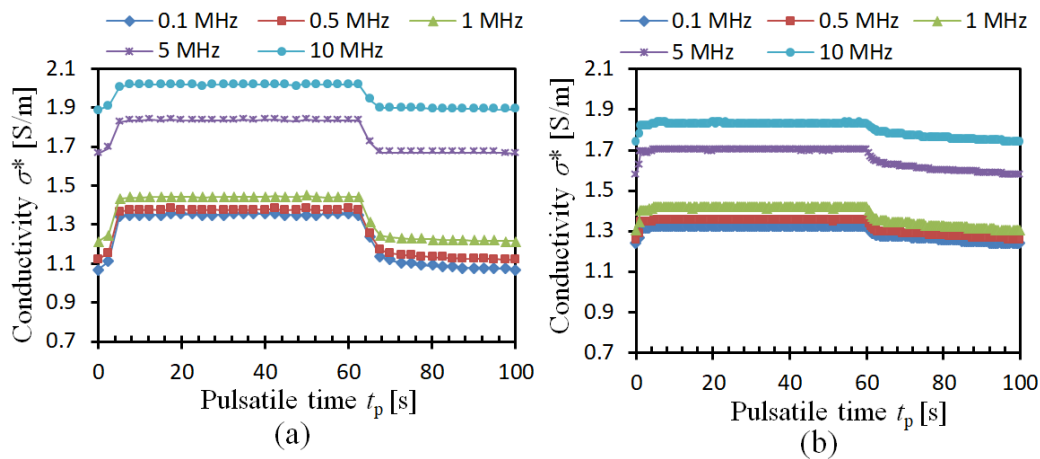 0.1 MHz 0.5 MHz 1 MHz
5 MHz 10 MHz
Conductivity σ* [S/m]
2.1
1.9
1.7
1.5
1.3
1.1
0.9
0.7
0 20 40 60 80 100
Pulsatile time tp [s]
(a)
0.1 MHz 0.5 MHz 1 MHz
5 MHz 10 MHz
Conductivity σ* [S/m]
2.1
1.9
1.7
1.5
1.3
1.1
0.9
0.7
0 20 40 60 80 100
Pulsatile time tp [s]
(b)